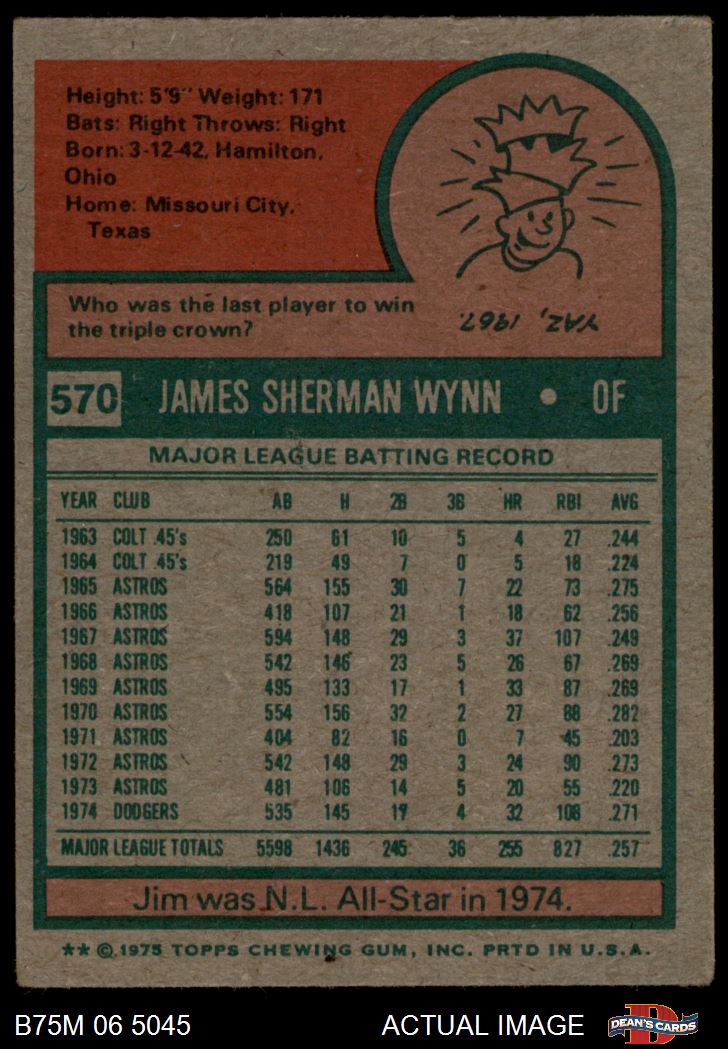 Height: 5'9" Weight: 171
Bats: Right Throws: Right
Born: 3-12-42, Hamilton,
Ohio
Home: Missouri City,
Texas
Who was the last player to win
the triple crown?
YAZ, 1967.
570 JAMES SHERMAN WYNN • OF
MAJOR LEAGUE BATTING RECORD
YEAR CLUB AB H 2B 3B HR RBI AVG
1963 COLT .45's 250 61 10 5 4 27 .244
1964 COLT .45's 219 49 7 0 5 18 .224
1965 ASTROS 564 155 30 7 22 73 .275
1966 ASTROS 418 107 21 1 18 62 .256
1967 ASTROS 594 148 29 3 37 107 .249
1968 ASTROS 542 146 23 5 26 67 .269
1969 ASTROS 495 133 17 1 33 87 .269
1970 ASTROS 554 156 32 2 27 88 .282
1971 ASTROS 404 82 16 0 7 45 .203
1972 ASTROS 542 148 29 3 24 90 .273
1973 ASTROS 481 106 14 5 20 55 .220
1974 DODGERS 535 145 17 4 32 108 .271
MAJOR LEAGUE TOTALS 5598 1436 245 36 255 827 .257
Jim was N.L. All-Star in 1974.
** © 1975 TOPPS CHEWING GUM, INC. PRTD IN U.S.A.
B75M 06 5045 ACTUAL IMAGE D DEAN'S CARDS